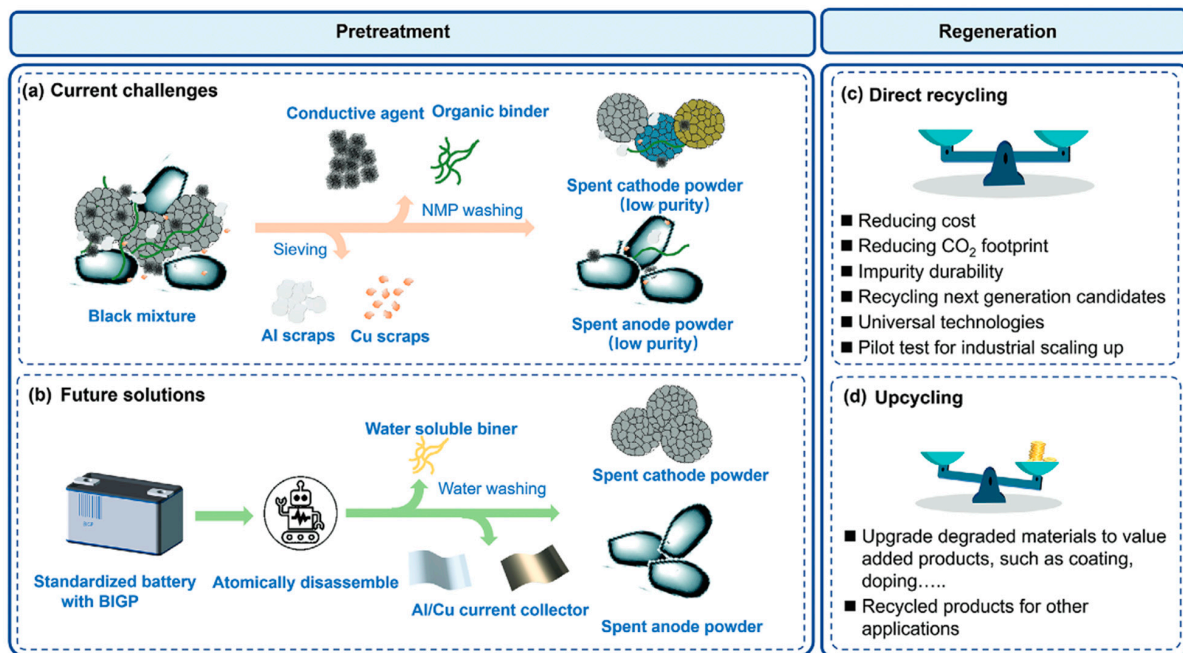 Pretreatment
Regeneration
(a) Current challenges
Conductive agent
Organic binder
NMP washing
Sieving
Black mixture
Al scraps
Cu scraps
Spent cathode powder
(low purity)
Spent anode powder
(low purity)
(b) Future solutions
Water soluble biner
Water washing
Standardized battery
with BIGP
Atomically disassemble
Al/Cu current collector
Spent cathode powder
Spent anode powder
(c) Direct recycling
■ Reducing cost
■ Reducing CO₂ footprint
■ Impurity durability
■ Recycling next generation candidates
■ Universal technologies
■ Pilot test for industrial scaling up
(d) Upcycling
■ Upgrade degraded materials to value
added products, such as coating,
doping.....
■ Recycled products for other
applications